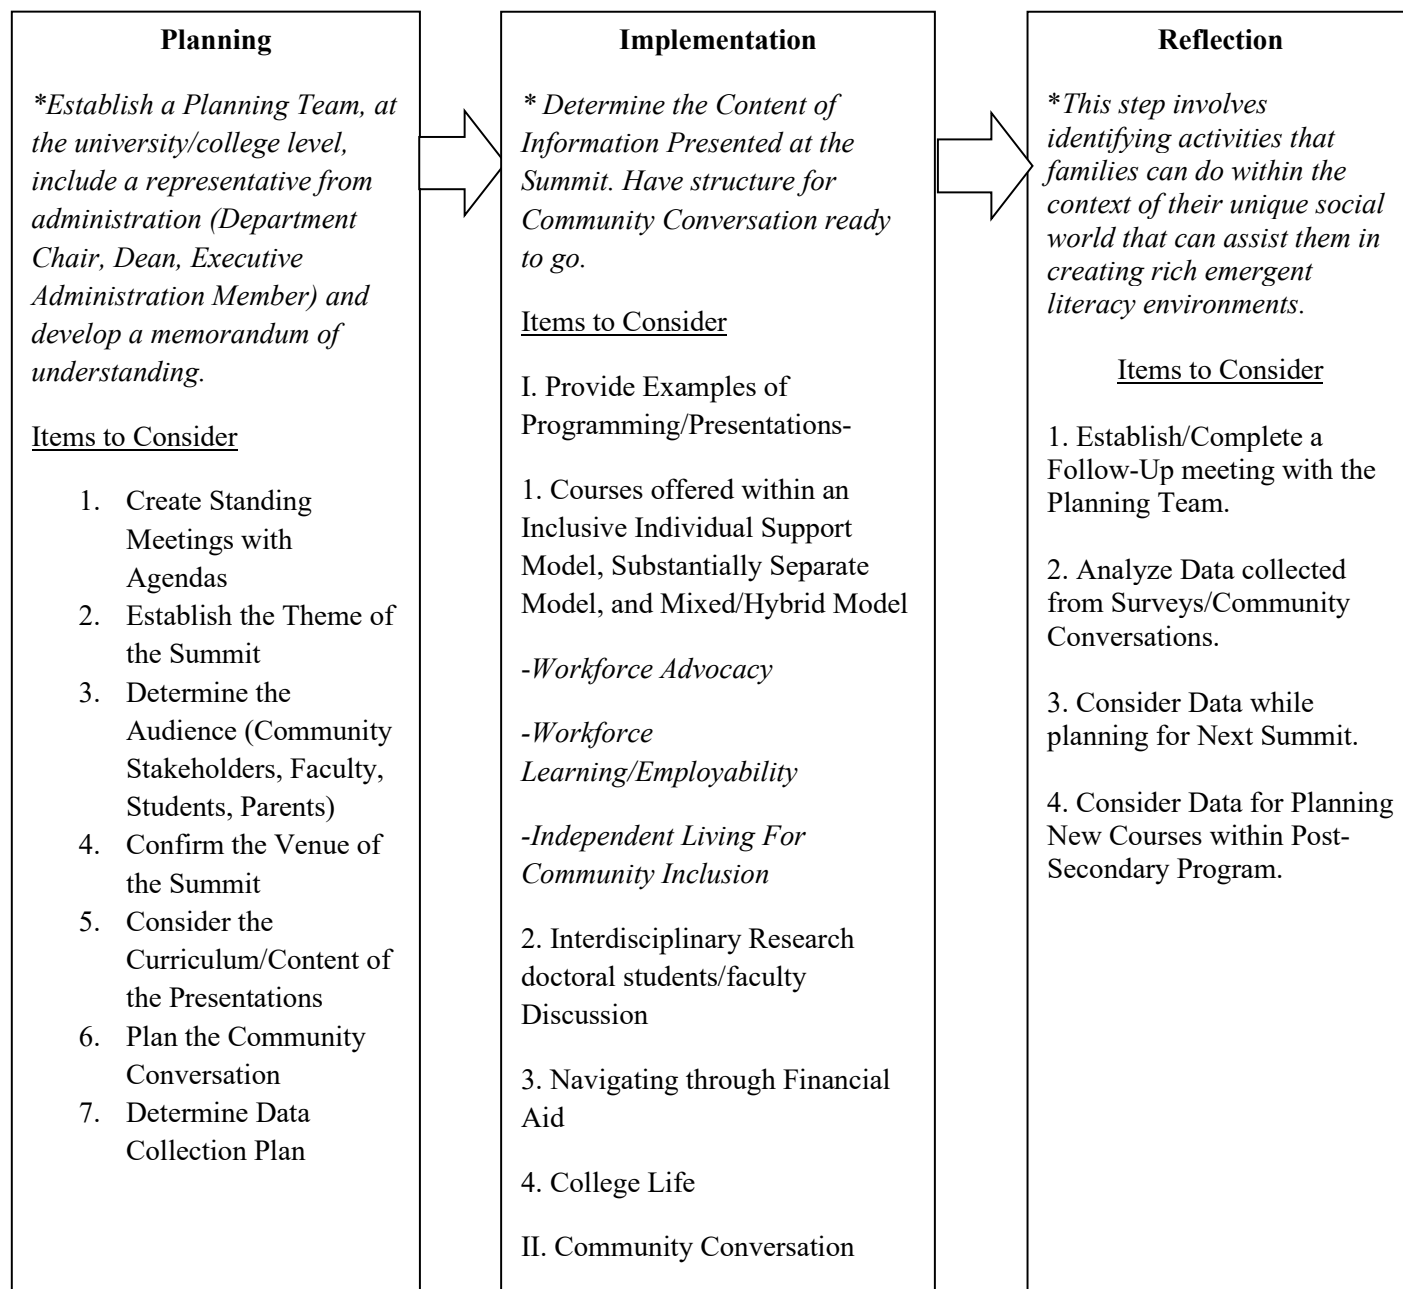 Planning
*Establish a Planning Team, at
the university/college level,
include a representative from
administration (Department
Chair, Dean, Executive
Administration Member) and
develop a memorandum of
understanding.
Items to Consider
1. Create Standing
Meetings with
Agendas
2. Establish the Theme of
the Summit
3. Determine the
Audience (Community
Stakeholders, Faculty,
Students, Parents)
4. Confirm the Venue of
the Summit
5. Consider the
Curriculum/Content of
the Presentations
6. Plan the Community
Conversation
7. Determine Data
Collection Plan
Implementation
* Determine the Content of
Information Presented at the
Summit. Have structure for
Community Conversation ready
to go.
Items to Consider
I. Provide Examples of
Programming/Presentations-
1. Courses offered within an
Inclusive Individual Support
Model, Substantially Separate
Model, and Mixed/Hybrid Model
-Workforce Advocacy
-Workforce
Learning/Employability
-Independent Living For
Community Inclusion
2. Interdisciplinary Research
doctoral students/faculty
Discussion
3. Navigating through Financial
Aid
4. College Life
II. Community Conversation
Reflection
*This step involves
identifying activities that
families can do within the
context of their unique social
world that can assist them in
creating rich emergent
literacy environments.
Items to Consider
1. Establish/Complete a
Follow-Up meeting with the
Planning Team.
2. Analyze Data collected
from Surveys/Community
Conversations.
3. Consider Data while
planning for Next Summit.
4. Consider Data for Planning
New Courses within Post-
Secondary Program.